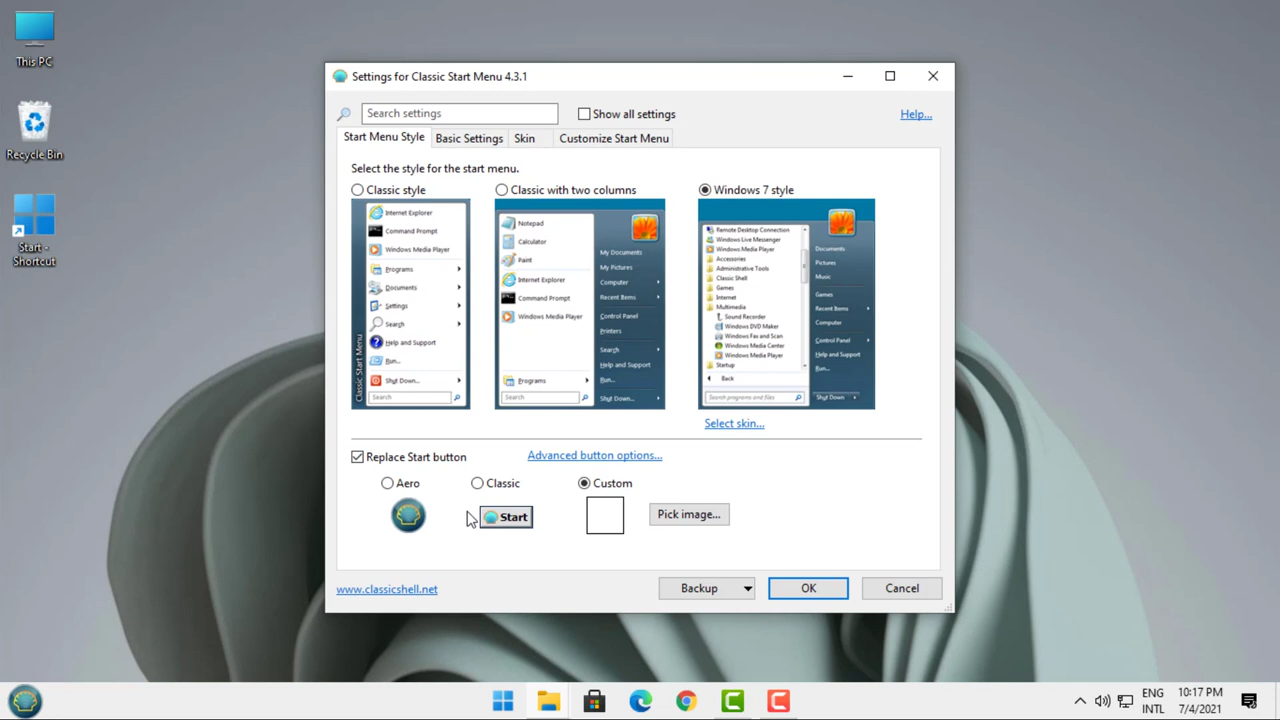 This PC
Recycle Bin
Start - Shortcut
Settings for Classic Start Menu 4.3.1
Search settings
Show all settings
Help...
Start Menu Style
Basic Settings
Skin
Customize Start Menu
Select the style for the start menu.
Classic style
Classic with two columns
Windows 7 style
Internet Explorer
Command Prompt
Windows Media Player
Programs
Documents
Settings
Search
Help and Support
Run...
Shut Down...
Search
Classic Start Menu
Notepad
Calculator
Paint
Internet Explorer
Command Prompt
Windows Media Player
Programs
Search
My Documents
My Pictures
Computer
Recent Items
Control Panel
Printers
Search
Help and Support
Run...
Shut Down...
Remote Desktop Connection
Windows Live Messenger
Windows Media Player
Accessories
Administrative Tools
Classic Shell
Games
Internet
Multimedia
Sound Recorder
Windows DVD Maker
Windows Fax and Scan
Windows Media Center
Windows Media Player
Startup
Back
Search programs and files
Documents
Pictures
Music
Games
Recent Items
Computer
Control Panel
Help and Support
Run...
Shut Down
Select skin...
Replace Start button
Advanced button options...
Aero
Classic
Custom
Start
Pick image...
www.classicshell.net
Backup
OK
Cancel
ENG
INTL
10:17 PM
7/4/2021